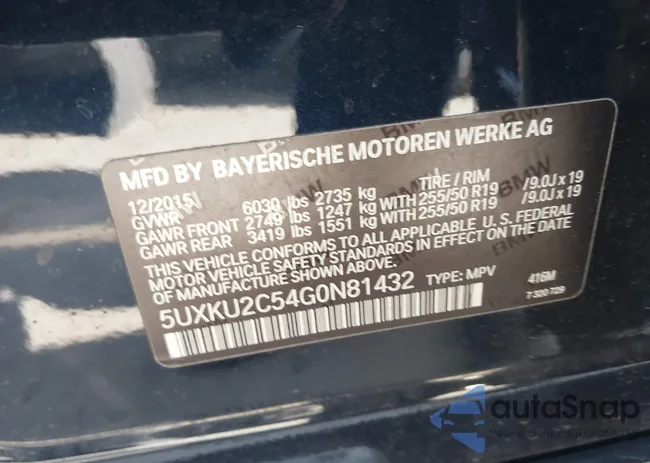 MFD BY BAYERISCHE MOTOREN WERKE AG
12/2015 TIRE / RIM
GVWR 6030 lbs 2735 kg
GAWR FRONT 2749 lbs 1247 kg WITH 255/50 R19 /9.0J x 19
GAWR REAR 3419 lbs 1551 kg WITH 255/50 R19 /9.0J x 19
THIS VEHICLE CONFORMS TO ALL APPLICABLE U. S. FEDERAL
MOTOR VEHICLE SAFETY STANDARDS IN EFFECT ON THE DATE
OF MANUFACTURE SHOWN ABOVE.
5UXKU2C54G0N81432 TYPE: MPV 416M
7320729
autaSnap